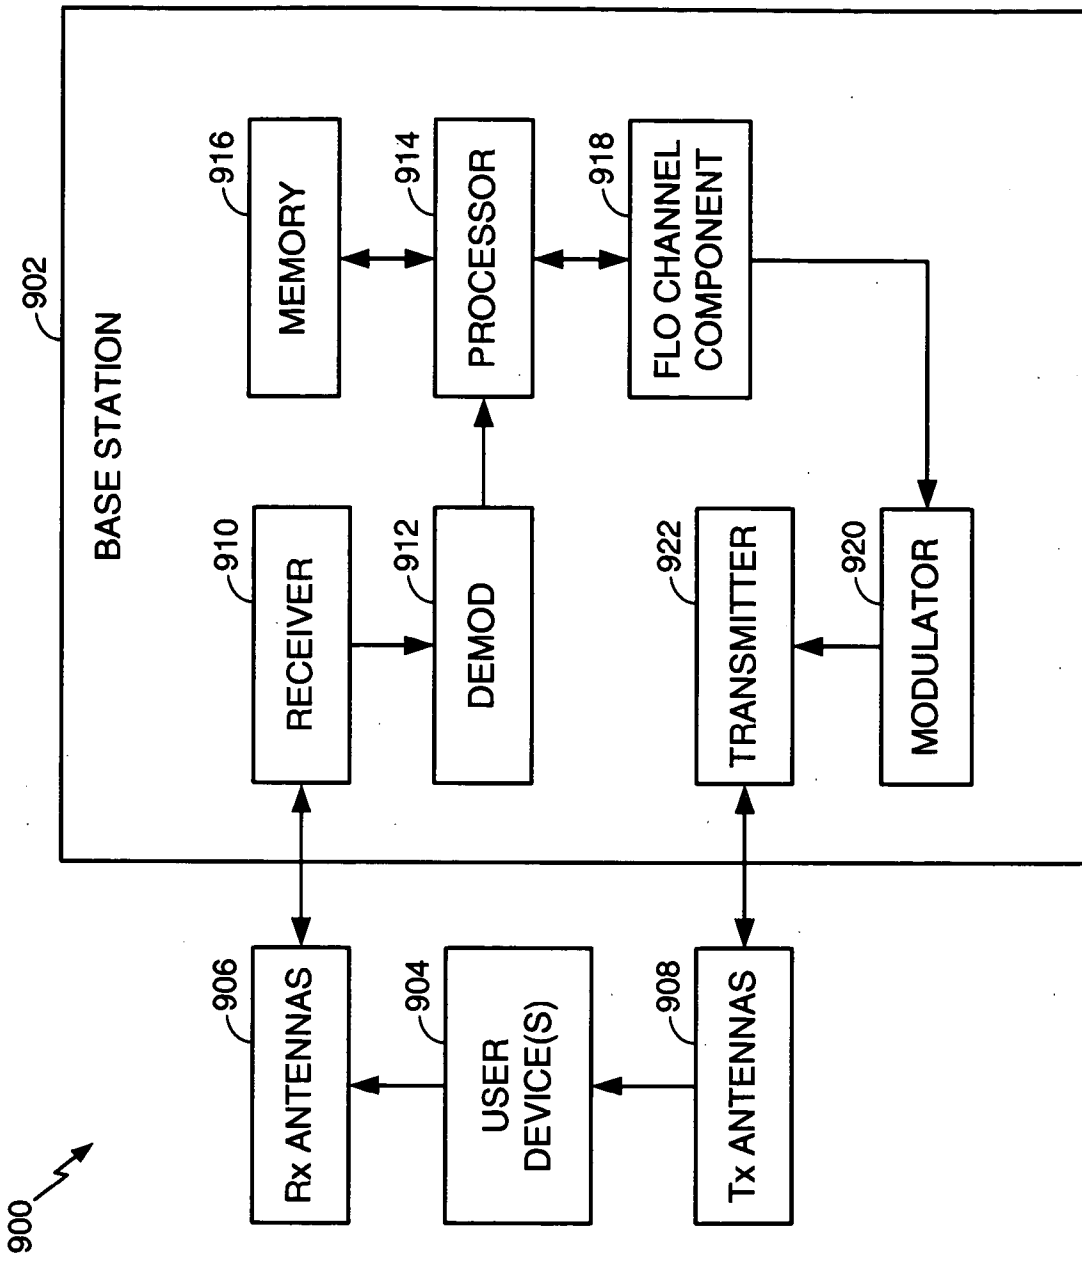 900
902
BASE STATION
906
Rx ANTENNAS
910
RECEIVER
916
MEMORY
904
USER
DEVICE(S)
912
DEMOD
914
PROCESSOR
908
Tx ANTENNAS
922
TRANSMITTER
918
FLO CHANNEL
COMPONENT
920
MODULATOR